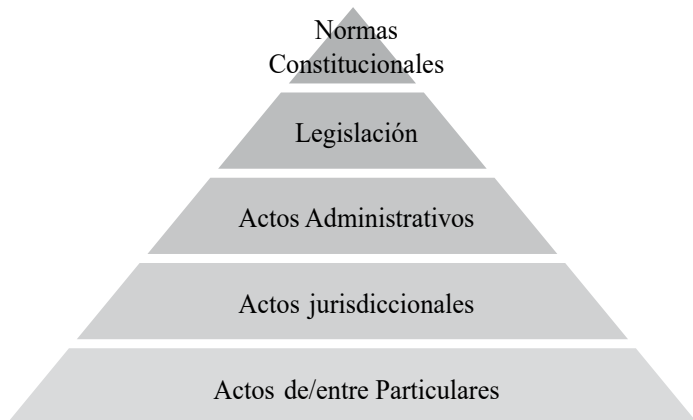 Normas
Constitucionales
Legislación
Actos Administrativos
Actos jurisdiccionales
Actos de/entre Particulares